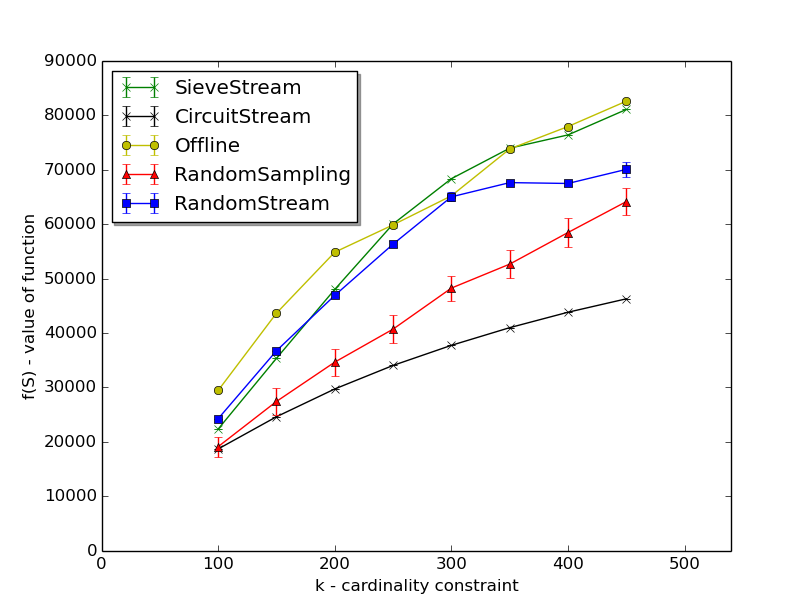 90000
80000
70000
60000
50000
40000
30000
20000
10000
0
f(S) - value of function
SieveStream
CircuitStream
Offline
RandomSampling
RandomStream
0 100 200 300 400 500
k - cardinality constraint